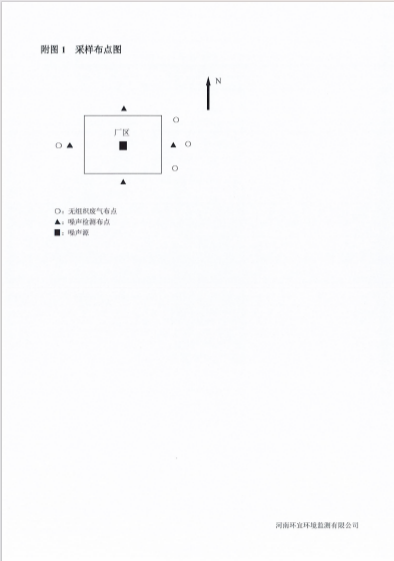 附图 1 采样布点图
N
厂区
○：无组织废气布点
▲：噪声检测布点
■：噪声源
河南环宜环境监测有限公司